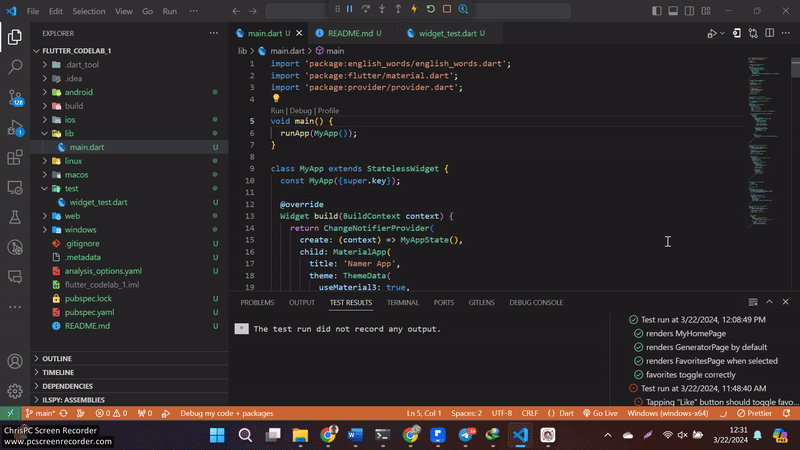 File Edit Selection View Go Run ···
EXPLORER ···
main.dart U
README.md U
widget_test.dart U
FLUTTER_CODELAB_1
lib > main.dart > main
.dart_tool
.idea
android
build
ios
lib
main.dart U
linux
macos
test
widget_test.dart U
web
windows
.gitignore U
.metadata U
analysis_options.yaml U
flutter_codelab_1.iml
pubspec.lock U
pubspec.yaml U
README.md U
OUTLINE
TIMELINE
DEPENDENCIES
ILSPY: ASSEMBLIES
128
1
1 import 'package:english_words/english_words.dart';
2 import 'package:flutter/material.dart';
3 import 'package:provider/provider.dart';
4
Run | Debug | Profile
5 void main() {
6 runApp(MyApp());
7 }
8
9 class MyApp extends StatelessWidget {
10 const MyApp({super.key});
11
12 @override
13 Widget build(BuildContext context) {
14 return ChangeNotifierProvider(
15 create: (context) => MyAppState(),
16 child: MaterialApp(
17 title: 'Namer App',
18 theme: ThemeData(
19 useMaterial3: true,
PROBLEMS OUTPUT TEST RESULTS TERMINAL PORTS GITLENS DEBUG CONSOLE
* The test run did not record any output.
Test run at 3/22/2024, 12:08:49 PM
renders MyHomePage
renders GeneratorPage by default
renders FavoritesPage when selected
favorites toggle correctly
Test run at 3/22/2024, 11:48:40 AM
Tapping "Like" button should toggle favo...
main* 0 0 0 Debug my code + packages Ln 5, Col 1 Spaces: 2 UTF-8 CRLF {} Dart Go Live Windows (windows-x64) Prettier
ChrisPC Screen Recorder
www.pcscreenrecorder.com
12:31
3/22/2024